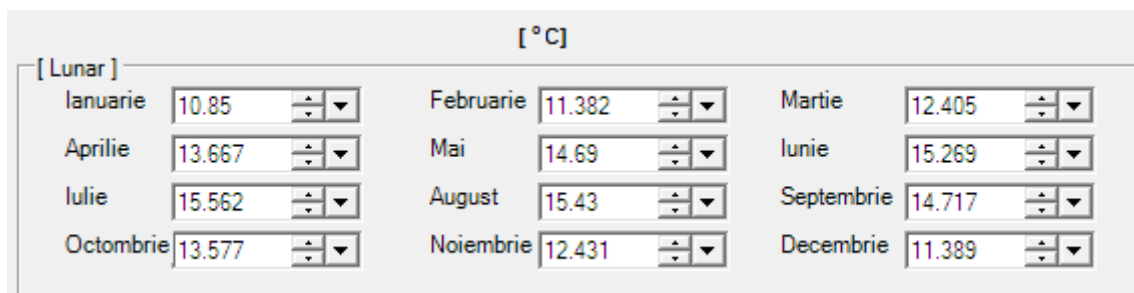 [°C]
[ Lunar ]
Ianuarie 10.85 Februarie 11.382 Martie 12.405
Aprilie 13.667 Mai 14.69 Iunie 15.269
Iulie 15.562 August 15.43 Septembrie 14.717
Octombrie 13.577 Noiembrie 12.431 Decembrie 11.389